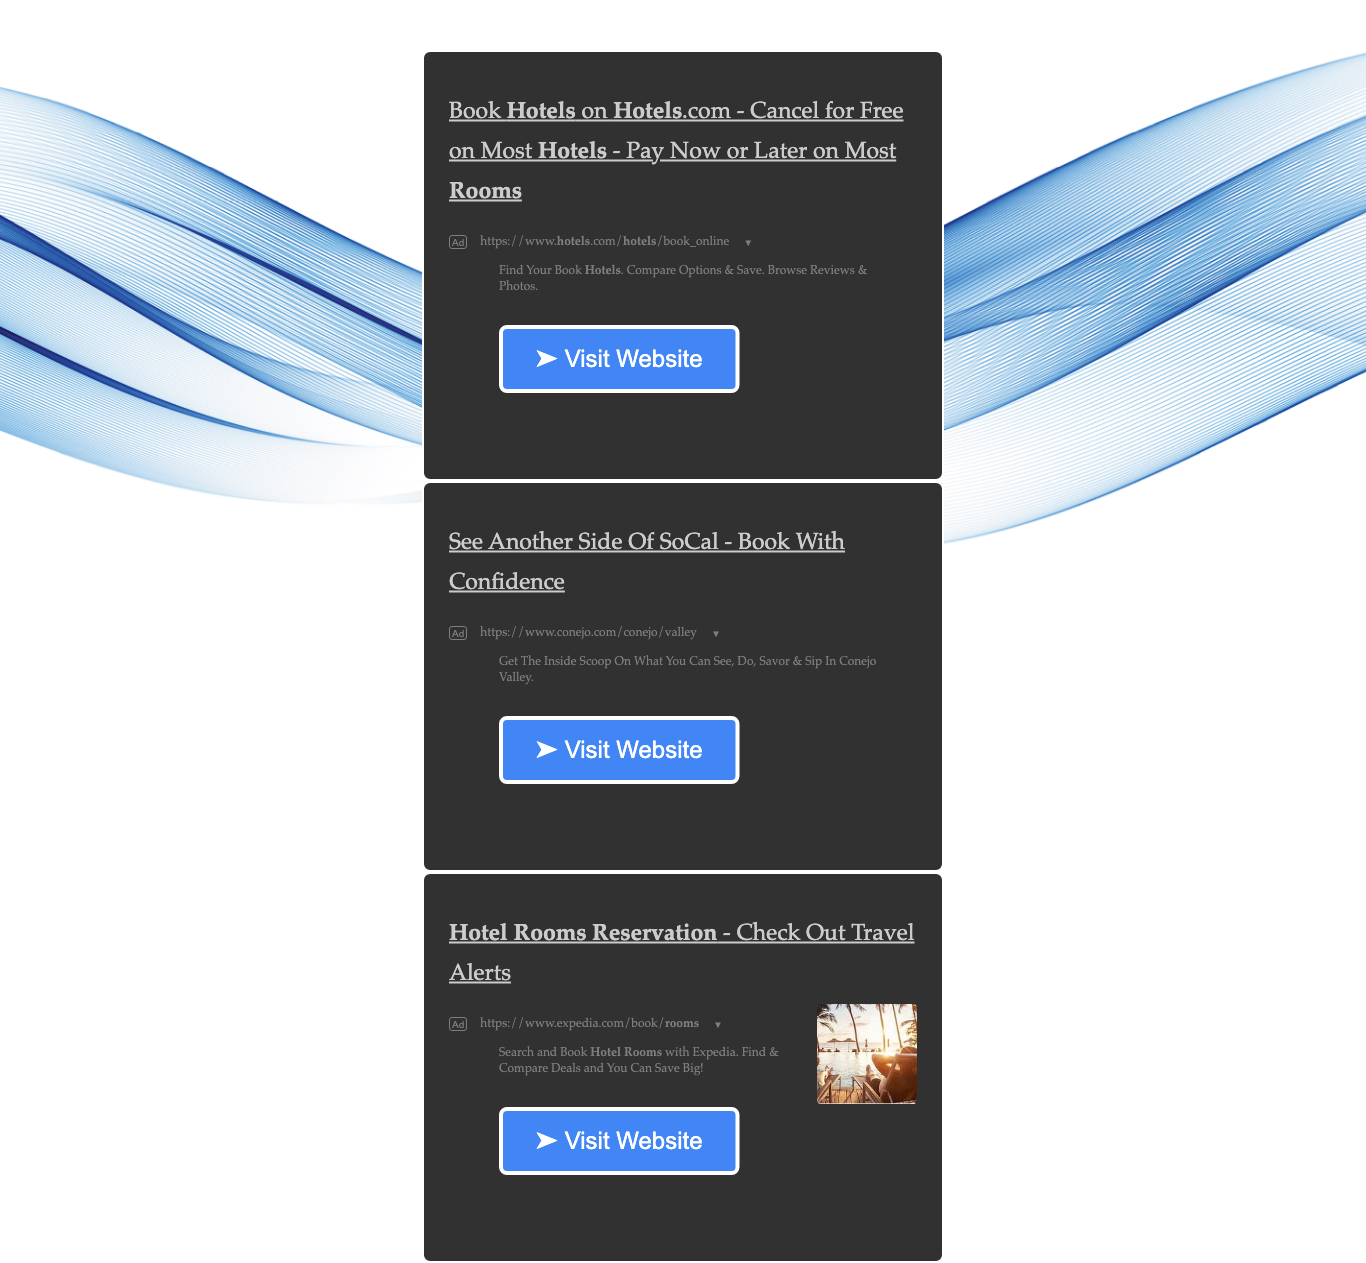 Book Hotels on Hotels.com - Cancel for Free
on Most Hotels - Pay Now or Later on Most
Rooms
Ad https://www.hotels.com/hotels/book_online ▼
Find Your Book Hotels. Compare Options & Save. Browse Reviews &
Photos.
➤ Visit Website
See Another Side Of SoCal - Book With
Confidence
Ad https://www.conejo.com/conejo/valley ▼
Get The Inside Scoop On What You Can See, Do, Savor & Sip In Conejo
Valley.
➤ Visit Website
Hotel Rooms Reservation - Check Out Travel
Alerts
Ad https://www.expedia.com/book/rooms ▼
Search and Book Hotel Rooms with Expedia. Find &
Compare Deals and You Can Save Big!
➤ Visit Website